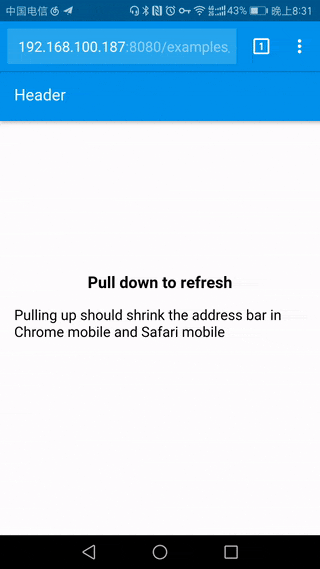 中国电信 43% 晚上8:31
192.168.100.187:8080/examples 1
Header
Pull down to refresh
Pulling up should shrink the address bar in
Chrome mobile and Safari mobile